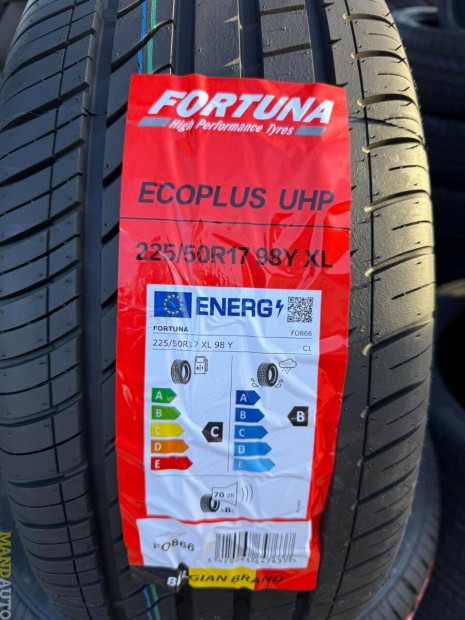 FORTUNA
High Performance Tyres
ECOPLUS UHP
225/50R17 98Y XL
ENERG
FORTUNA FO866
225/50R17 XL 98 Y C1
A A
B B B
C C C
D D
E E
70 dB
ABC
FO866
BELGIAN BRAND
MANDAUTO